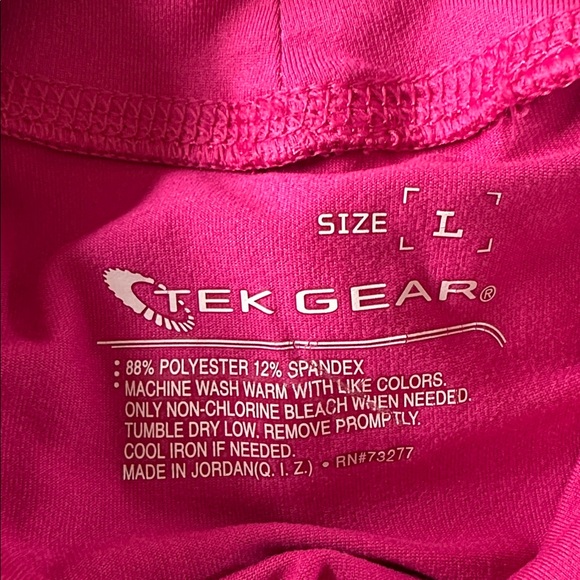 SIZE L
TEK GEAR®
: 88% POLYESTER 12% SPANDEX
• MACHINE WASH WARM WITH LIKE COLORS.
ONLY NON-CHLORINE BLEACH WHEN NEEDED.
TUMBLE DRY LOW. REMOVE PROMPTLY.
COOL IRON IF NEEDED.
MADE IN JORDAN(Q. I. Z.) • RN#73277